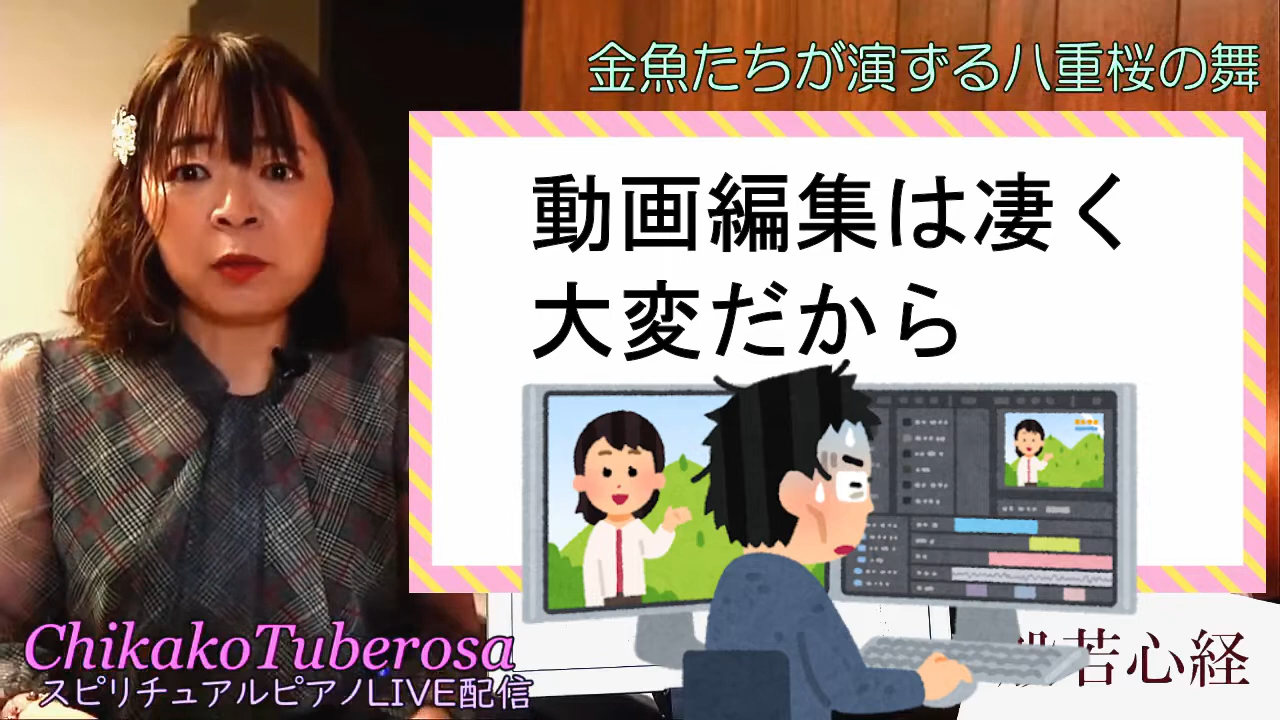 金魚たちが演ずる八重桜の舞
動画編集は凄く
大変だから
ChikakoTuberosa
スピリチュアルピアノLIVE配信
苦心経